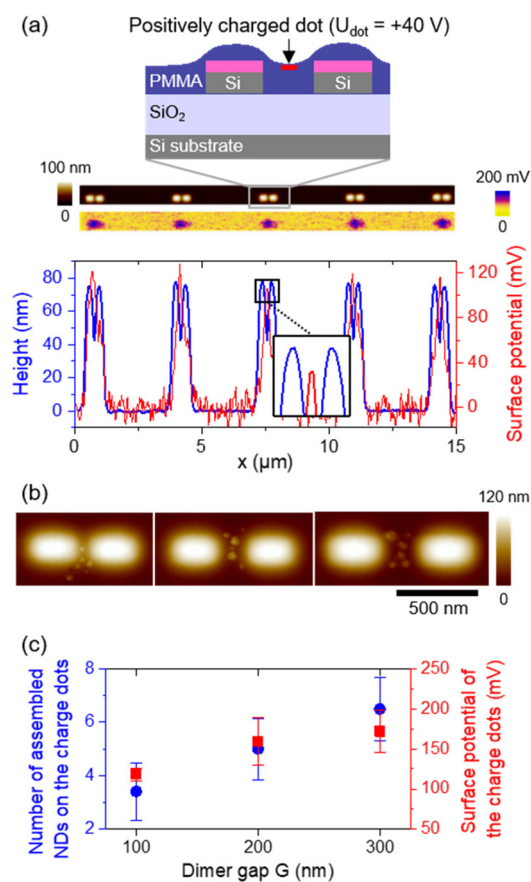 (a)
Positively charged dot (U_dot = +40 V)
PMMA
Si
Si
SiO₂
Si substrate
100 nm
0
200 mV
0
Height (nm)
80
60
40
20
0
120
80
40
0
Surface potential (mV)
0
5
10
15
x (µm)
(b)
120 nm
0
500 nm
(c)
Number of assembled
NDs on the charge dots
8
6
4
2
250
200
150
100
50
Surface potential of
the charge dots (mV)
100
200
300
Dimer gap G (nm)